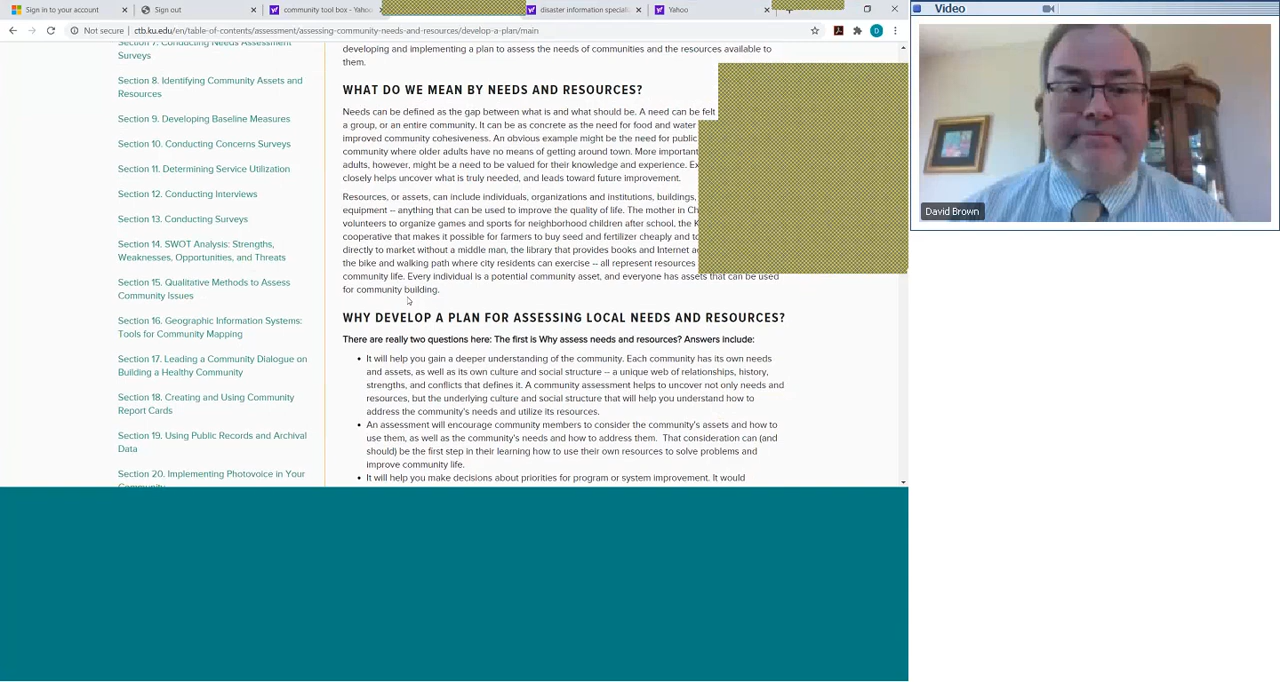 Sign in to your account
Sign out
community tool box - Yahoo
disaster information speciali
Yahoo
Not secure | ctb.ku.edu/en/table-of-contents/assessment/assessing-community-needs-and-resources/develop-a-plan/main
D
Section 7. Conducting Needs Assessment
Surveys
Section 8. Identifying Community Assets and
Resources
Section 9. Developing Baseline Measures
Section 10. Conducting Concerns Surveys
Section 11. Determining Service Utilization
Section 12. Conducting Interviews
Section 13. Conducting Surveys
Section 14. SWOT Analysis: Strengths,
Weaknesses, Opportunities, and Threats
Section 15. Qualitative Methods to Assess
Community Issues
Section 16. Geographic Information Systems:
Tools for Community Mapping
Section 17. Leading a Community Dialogue on
Building a Healthy Community
Section 18. Creating and Using Community
Report Cards
Section 19. Using Public Records and Archival
Data
Section 20. Implementing Photovoice in Your
Community
developing and implementing a plan to assess the needs of communities and the resources available to
them.
WHAT DO WE MEAN BY NEEDS AND RESOURCES?
Needs can be defined as the gap between what is and what should be. A need can be felt
a group, or an entire community. It can be as concrete as the need for food and water
improved community cohesiveness. An obvious example might be the need for public
community where older adults have no means of getting around town. More important
adults, however, might be a need to be valued for their knowledge and experience. Ex
closely helps uncover what is truly needed, and leads toward future improvement.
Resources, or assets, can include individuals, organizations and institutions, buildings,
equipment -- anything that can be used to improve the quality of life. The mother in Ch
volunteers to organize games and sports for neighborhood children after school, the K
cooperative that makes it possible for farmers to buy seed and fertilizer cheaply and to
directly to market without a middle man, the library that provides books and Internet ac
the bike and walking path where city residents can exercise -- all represent resources
community life. Every individual is a potential community asset, and everyone has assets that can be used
for community building.
WHY DEVELOP A PLAN FOR ASSESSING LOCAL NEEDS AND RESOURCES?
There are really two questions here: The first is Why assess needs and resources? Answers include:
• It will help you gain a deeper understanding of the community. Each community has its own needs
and assets, as well as its own culture and social structure -- a unique web of relationships, history,
strengths, and conflicts that defines it. A community assessment helps to uncover not only needs and
resources, but the underlying culture and social structure that will help you understand how to
address the community's needs and utilize its resources.
• An assessment will encourage community members to consider the community's assets and how to
use them, as well as the community's needs and how to address them. That consideration can (and
should) be the first step in their learning how to use their own resources to solve problems and
improve community life.
• It will help you make decisions about priorities for program or system improvement. It would
Video
David Brown